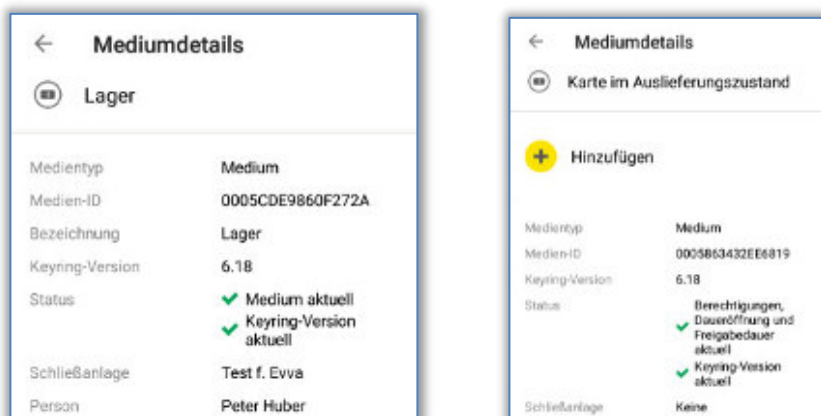 Mediumdetails
Lager
Medientyp Medium
Medien-ID 0005CDE9860F272A
Bezeichnung Lager
Keyring-Version 6.18
Status Medium aktuell
Keyring-Version
aktuell
Schließanlage Test f. Evva
Person Peter Huber
Mediumdetails
Karte im Auslieferungszustand
Hinzufügen
Medientyp Medium
Medien-ID 0005863432EE6819
Keyring-Version 6.18
Status Berechtigungen,
Daueröffnung und
Freigabedauer
aktuell
Keyring-Version
aktuell
Schließanlage Keine